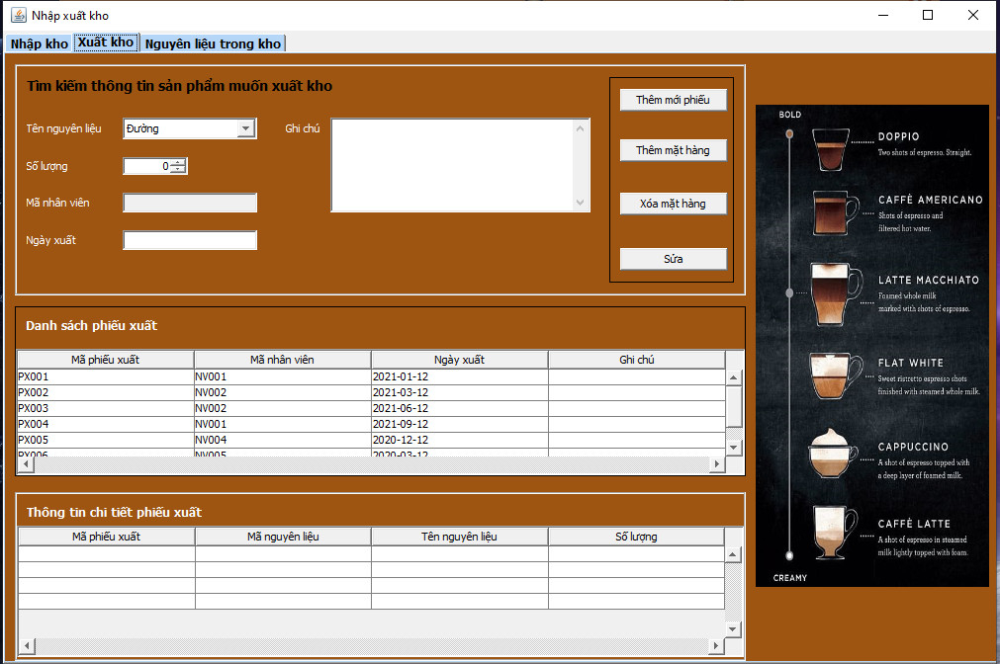 Nhập xuất kho
Nhập kho
Xuất kho
Nguyên liệu trong kho
Tìm kiếm thông tin sản phẩm muốn xuất kho
Tên nguyên liệu
Đường
Ghi chú
Số lượng
0
Mã nhân viên
Ngày xuất
Thêm mới phiếu
Thêm mặt hàng
Xóa mặt hàng
Sửa
Danh sách phiếu xuất
Mã phiếu xuất Mã nhân viên Ngày xuất Ghi chú
PX001 NV001 2021-01-12
PX002 NV002 2021-03-12
PX003 NV002 2021-06-12
PX004 NV001 2021-09-12
PX005 NV004 2020-12-12
PX006 NV005 2020-03-12
Thông tin chi tiết phiếu xuất
Mã phiếu xuất Mã nguyên liệu Tên nguyên liệu Số lượng
BOLD
DOPPIO
Two shots of espresso. Straight.
CAFFÈ AMERICANO
Shots of espresso and
filtered hot water.
LATTE MACCHIATO
Foamed whole milk
marked with shots of espresso.
FLAT WHITE
Sweet ristretto espresso shots
finished with steamed whole milk.
CAPPUCCINO
A shot of espresso topped with
a deep layer of foamed milk.
CAFFÈ LATTE
A shot of espresso in steamed
milk lightly topped with foam.
CREAMY